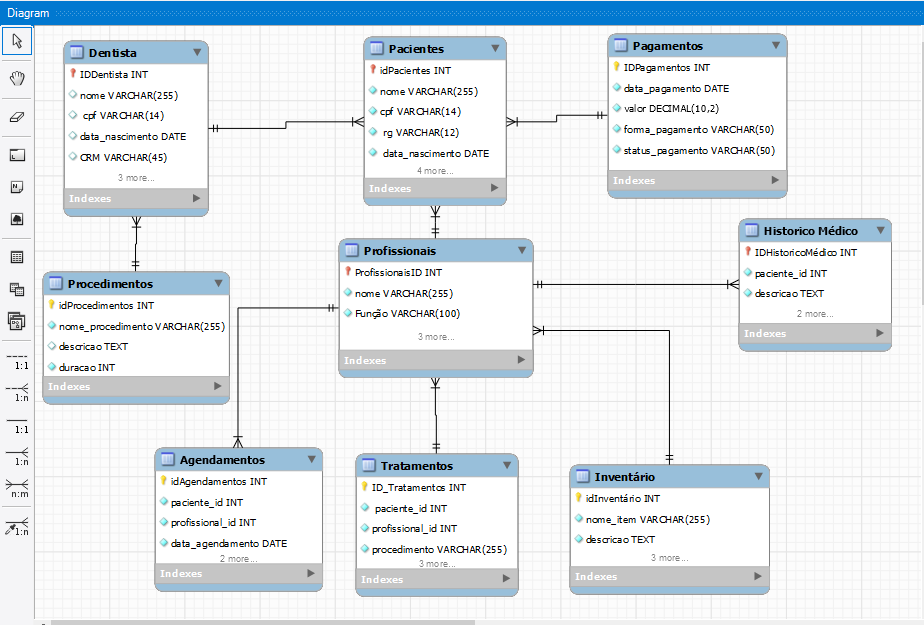 Diagram
Dentista
IDDentista INT
nome VARCHAR(255)
cpf VARCHAR(14)
data_nascimento DATE
CRM VARCHAR(45)
3 more...
Indexes
Pacientes
idPacientes INT
nome VARCHAR(255)
cpf VARCHAR(14)
rg VARCHAR(12)
data_nascimento DATE
4 more...
Indexes
Pagamentos
IDPagamentos INT
data_pagamento DATE
valor DECIMAL(10,2)
forma_pagamento VARCHAR(50)
status_pagamento VARCHAR(50)
Indexes
Procedimentos
idProcedimentos INT
nome_procedimento VARCHAR(255)
descricao TEXT
duracao INT
Indexes
Profissionais
ProfissionaisID INT
nome VARCHAR(255)
Função VARCHAR(100)
3 more...
Indexes
Historico Médico
IDHistoricoMédico INT
paciente_id INT
descricao TEXT
2 more...
Indexes
Agendamentos
idAgendamentos INT
paciente_id INT
profissional_id INT
data_agendamento DATE
2 more...
Indexes
Tratamentos
ID_Tratamentos INT
paciente_id INT
profissional_id INT
procedimento VARCHAR(255)
3 more...
Indexes
Inventário
idInventário INT
nome_item VARCHAR(255)
descricao TEXT
3 more...
Indexes
1:1
1:n
1:1
1:n
n:m
1:n